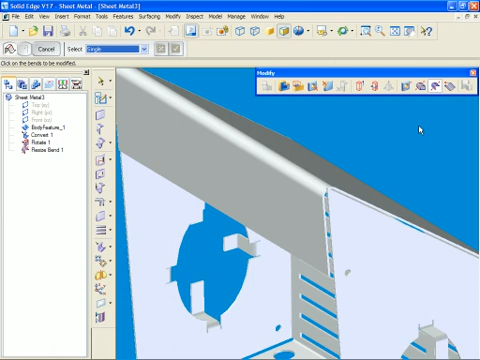 Solid Edge V17 - Sheet Metal - [Sheet Metal3]
File Edit View Insert Format Tools Features Surfacing Modify Inspect Model Manage Window Help
Cancel Select Single
Click on the bends to be modified.
Modify
Sheet Metal3
Top (xy)
Right (yz)
Front (xz)
BodyFeature_1
Convert 1
Rotate 1
Resize Bend 1